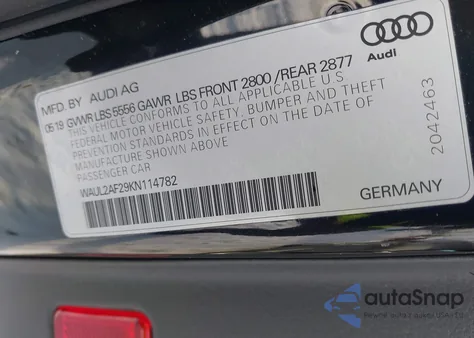 MFD. BY AUDI AG
06 19 GVWR LBS 5556 GAWR LBS FRONT 2800 / REAR 2877
THIS VEHICLE CONFORMS TO ALL APPLICABLE U.S
FEDERAL MOTOR VEHICLE SAFETY, BUMPER AND THEFT
PREVENTION STANDARDS IN EFFECT ON THE DATE OF
MANUFACTURE SHOWN ABOVE
PASSENGER CAR
WAUL2AF29KN114782
Audi
2042463
GERMANY
autoSnap